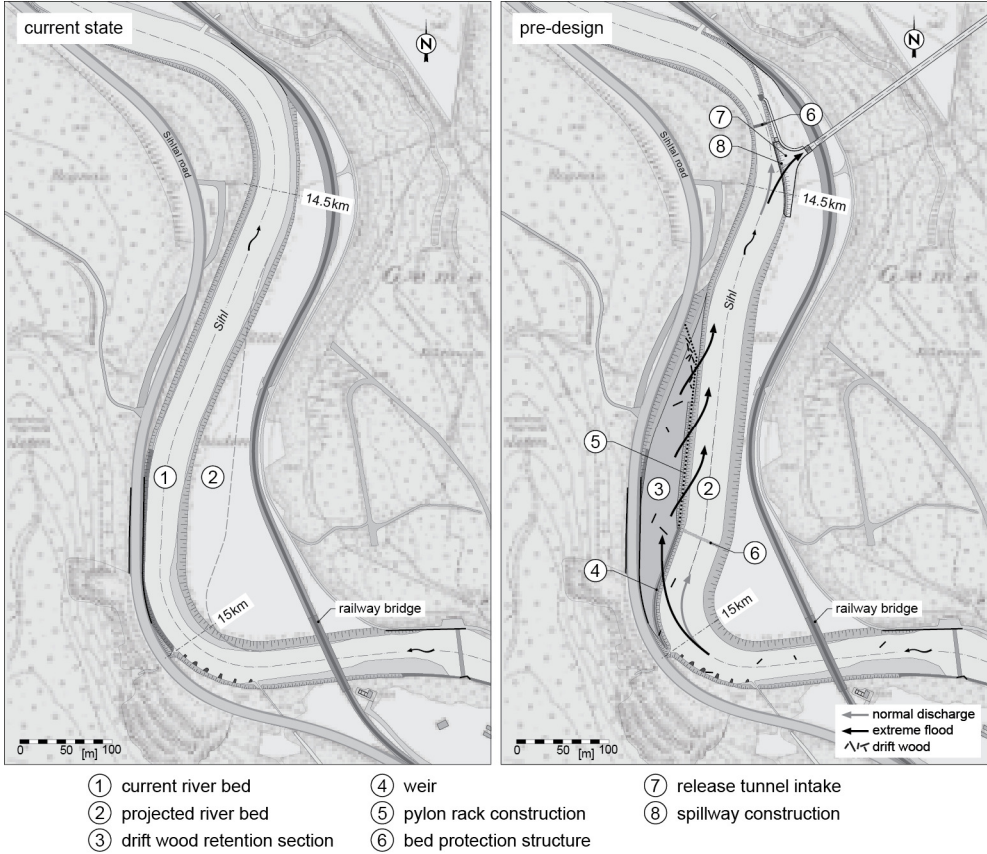 current state
N
Sihltal road
14.5km
Sihl
1
2
15km
railway bridge
0 50 [m] 100
pre-design
N
6
7
8
Sihltal road
14.5km
Sihl
5
3
2
6
4
15km
railway bridge
normal discharge
extreme flood
drift wood
0 50 [m] 100
1 current river bed
2 projected river bed
3 drift wood retention section
4 weir
5 pylon rack construction
6 bed protection structure
7 release tunnel intake
8 spillway construction